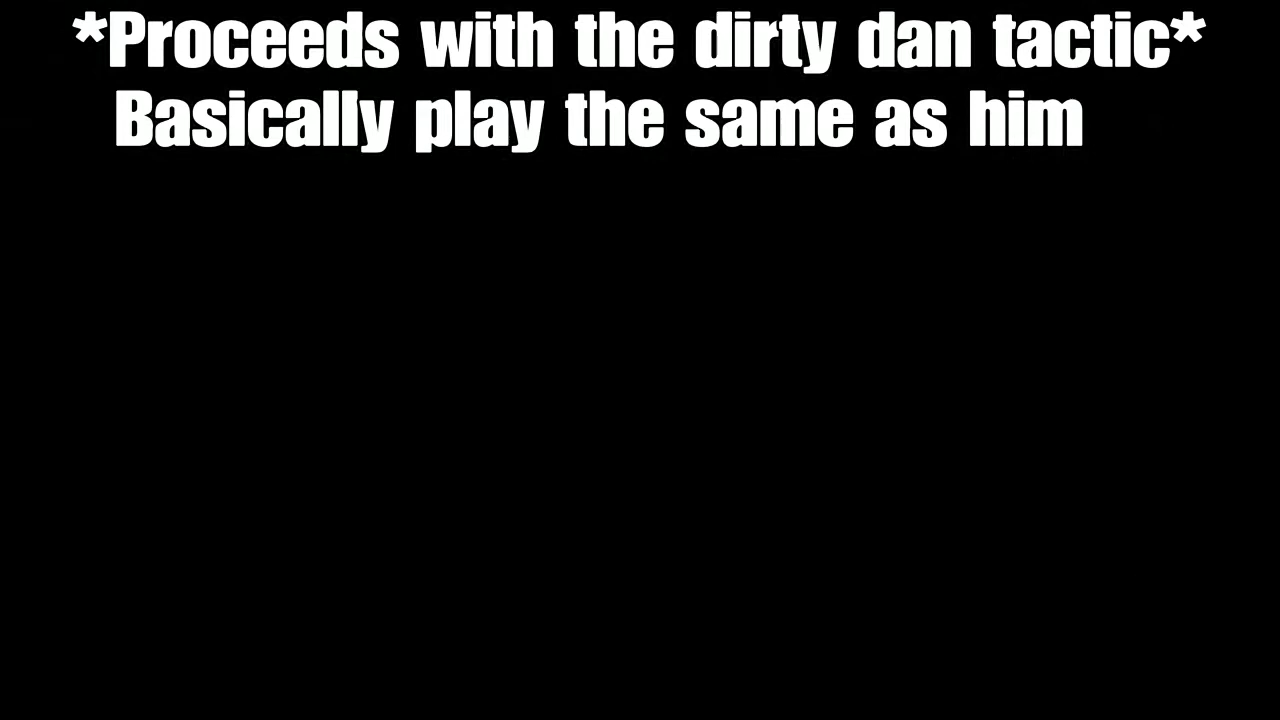 *Proceeds with the dirty dan tactic*
Basically play the same as him